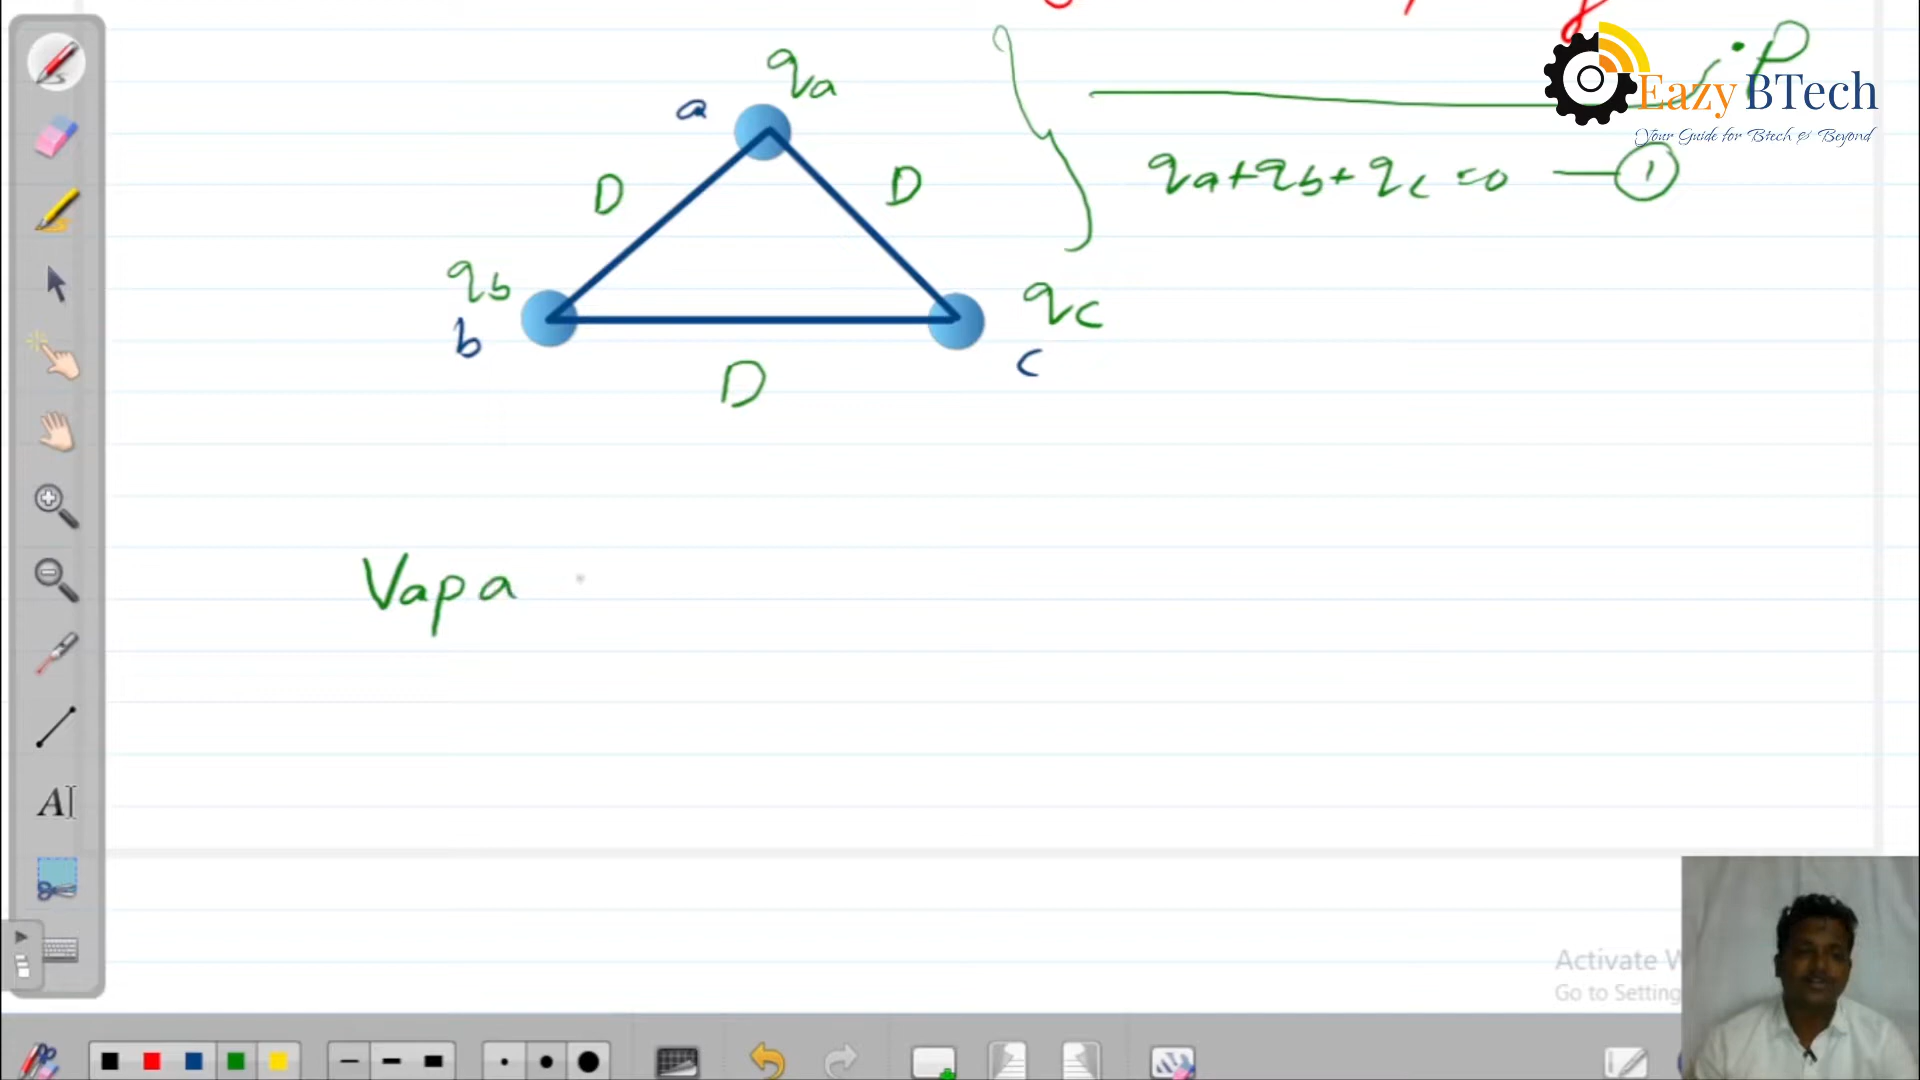 qa
a
P
Eazy BTech
Your Guide for Btech & Beyond
D
D
qa+qb+qc=0 — 1
qb
b
qc
c
D
Vapa
AI
Activate W
Go to Setting